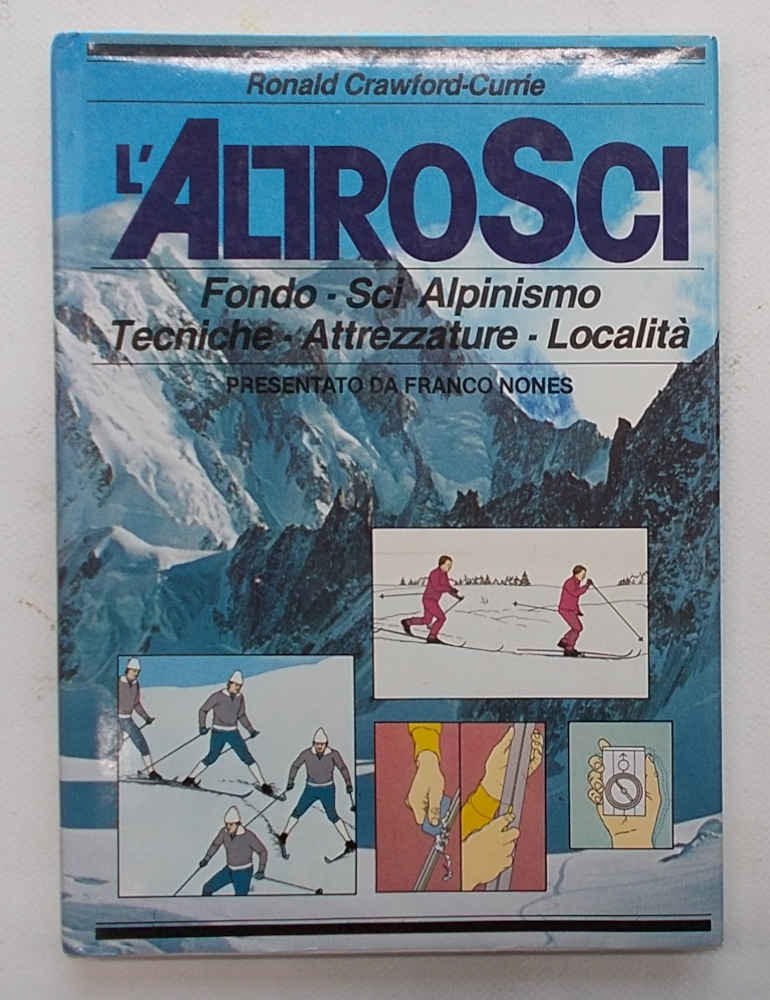 Ronald Crawford-Currie
L'ALTROSCI
Fondo - Sci Alpinismo
Tecniche - Attrezzature - Località
PRESENTATO DA FRANCO NONES